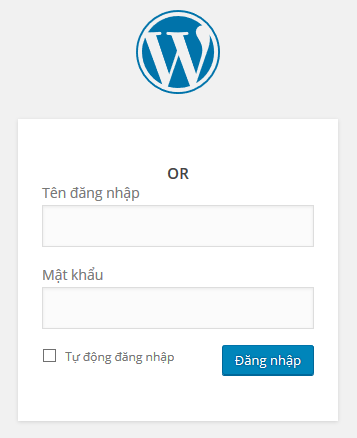 OR
Tên đăng nhập
Mật khẩu
Tự động đăng nhập
Đăng nhập